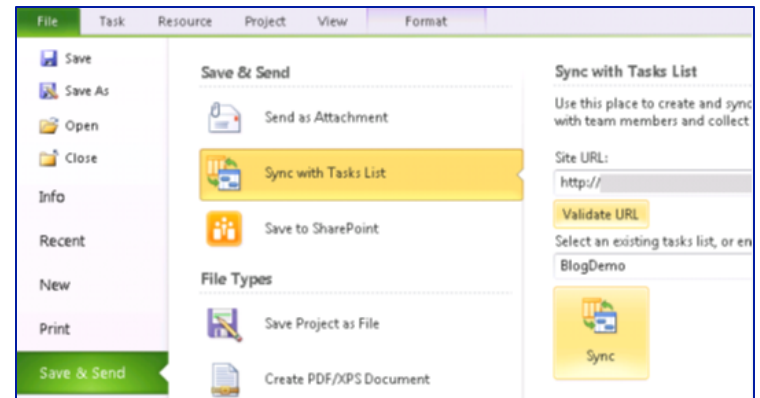 File Task Resource Project View Format
Save
Save As
Open
Close
Info
Recent
New
Print
Save & Send
Save & Send
Send as Attachment
Sync with Tasks List
Save to SharePoint
File Types
Save Project as File
Create PDF/XPS Document
Sync with Tasks List
Use this place to create and sync
with team members and collect
Site URL:
http://
Validate URL
Select an existing tasks list, or en
BlogDemo
Sync